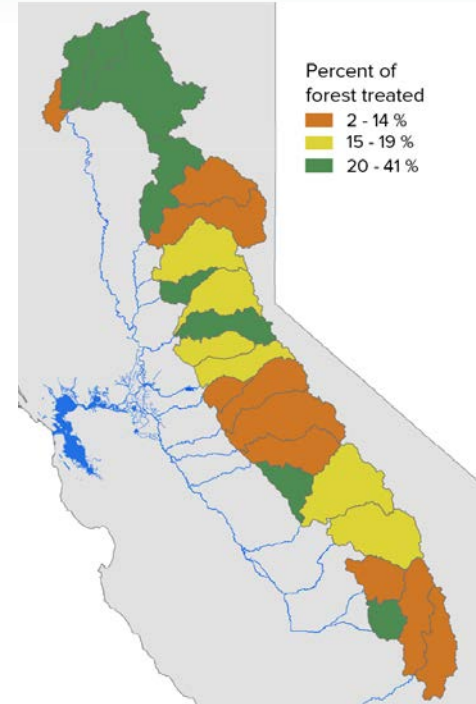 Percent of
forest treated
2 - 14 %
15 - 19 %
20 - 41 %